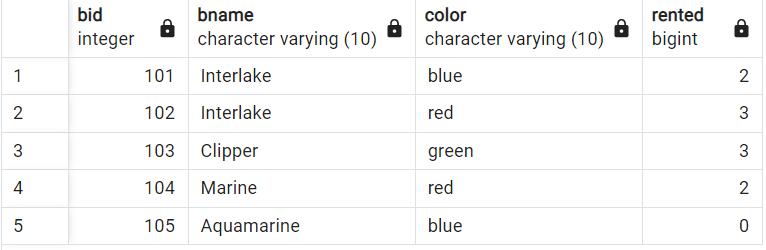 bid bname color rented
integer character varying (10) character varying (10) bigint
1 101 Interlake blue 2
2 102 Interlake red 3
3 103 Clipper green 3
4 104 Marine red 2
5 105 Aquamarine blue 0